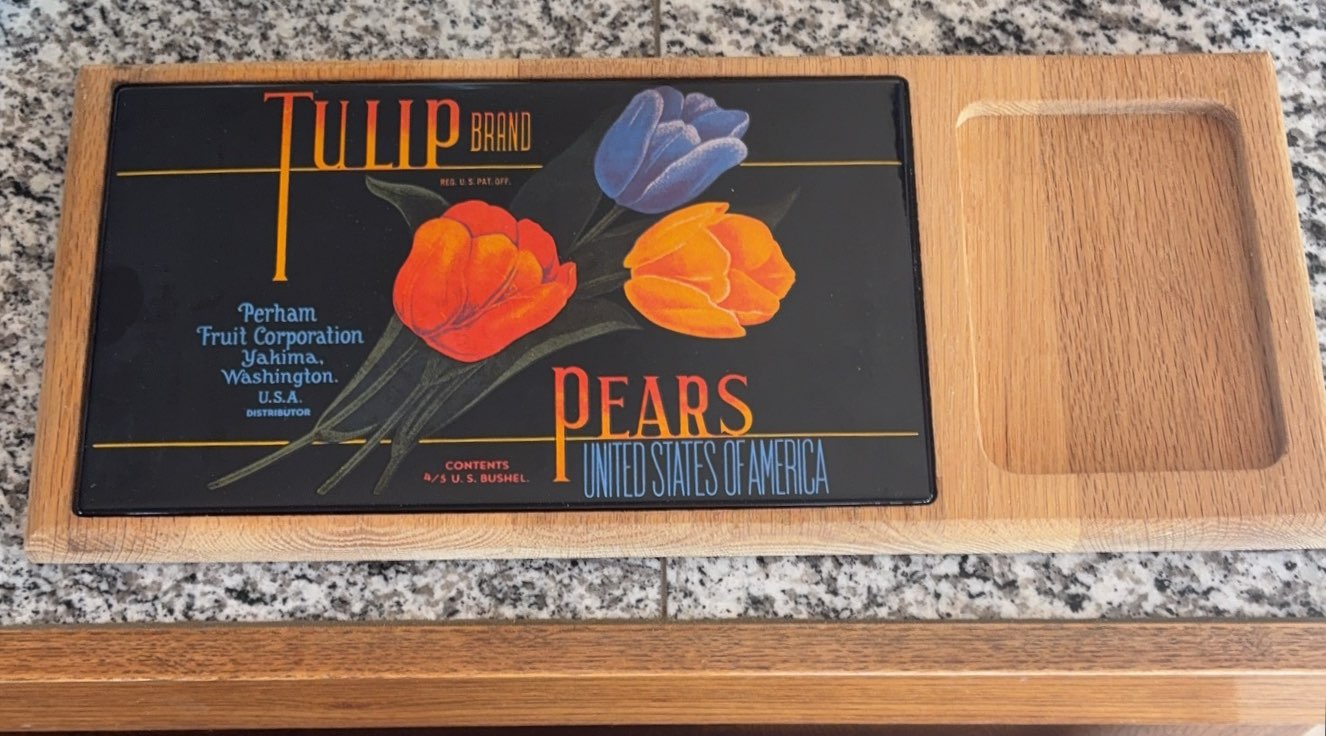 TULIP BRAND
REG. U.S. PAT. OFF.
Perham
Fruit Corporation
Yakima,
Washington.
U.S.A.
DISTRIBUTOR
PEARS
UNITED STATES OF AMERICA
CONTENTS
4/5 U.S. BUSHEL.